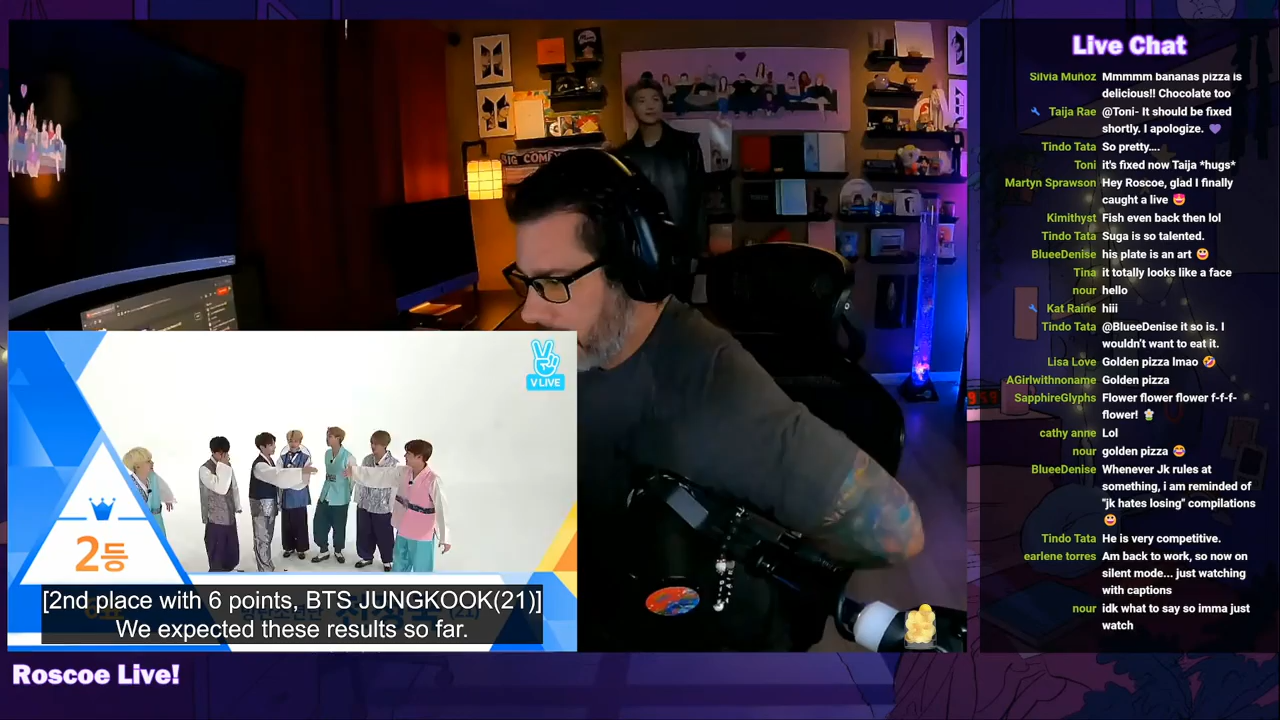 Live Chat
Silvia Muñoz Mmmmm bananas pizza is
delicious!! Chocolate too
Taija Rae @Toni- It should be fixed
shortly. I apologize. 💜
Tindo Tata So pretty....
Toni it's fixed now Taija *hugs*
Martyn Sprawson Hey Roscoe, glad I finally
caught a live 🤩
Kimithyst Fish even back then lol
Tindo Tata Suga is so talented.
BlueeDenise his plate is an art 😃
Tina it totally looks like a face
nour hello
Kat Raine hiii
Tindo Tata @BlueeDenise it so is. I
wouldn't want to eat it.
Lisa Love Golden pizza lmao 🤣
AGirlwithnoname Golden pizza
SapphireGlyphs Flower flower flower f-f-f-
flower!
cathy anne Lol
nour golden pizza 😄
BlueeDenise Whenever Jk rules at
something, i am reminded of
"jk hates losing" compilations
😃
Tindo Tata He is very competitive.
earlene torres Am back to work, so now on
silent mode... just watching
with captions
nour idk what to say so imma just
watch
BIG COMFY
9:59
V LIVE
2등
[2nd place with 6 points, BTS JUNGKOOK(21)]
We expected these results so far.
Roscoe Live!